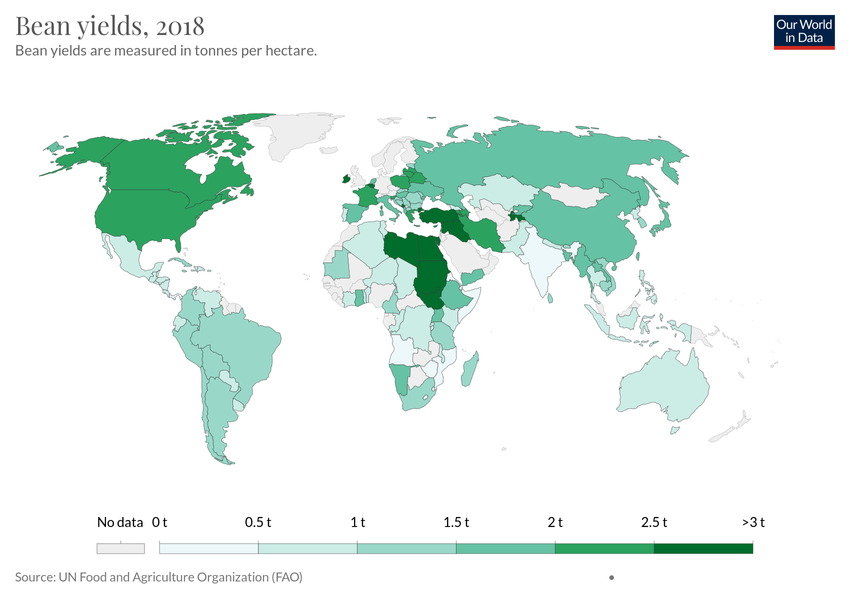 Bean yields, 2018
Our World
in Data
Bean yields are measured in tonnes per hectare.
No data 0 t 0.5 t 1 t 1.5 t 2 t 2.5 t >3 t
Source: UN Food and Agriculture Organization (FAO)